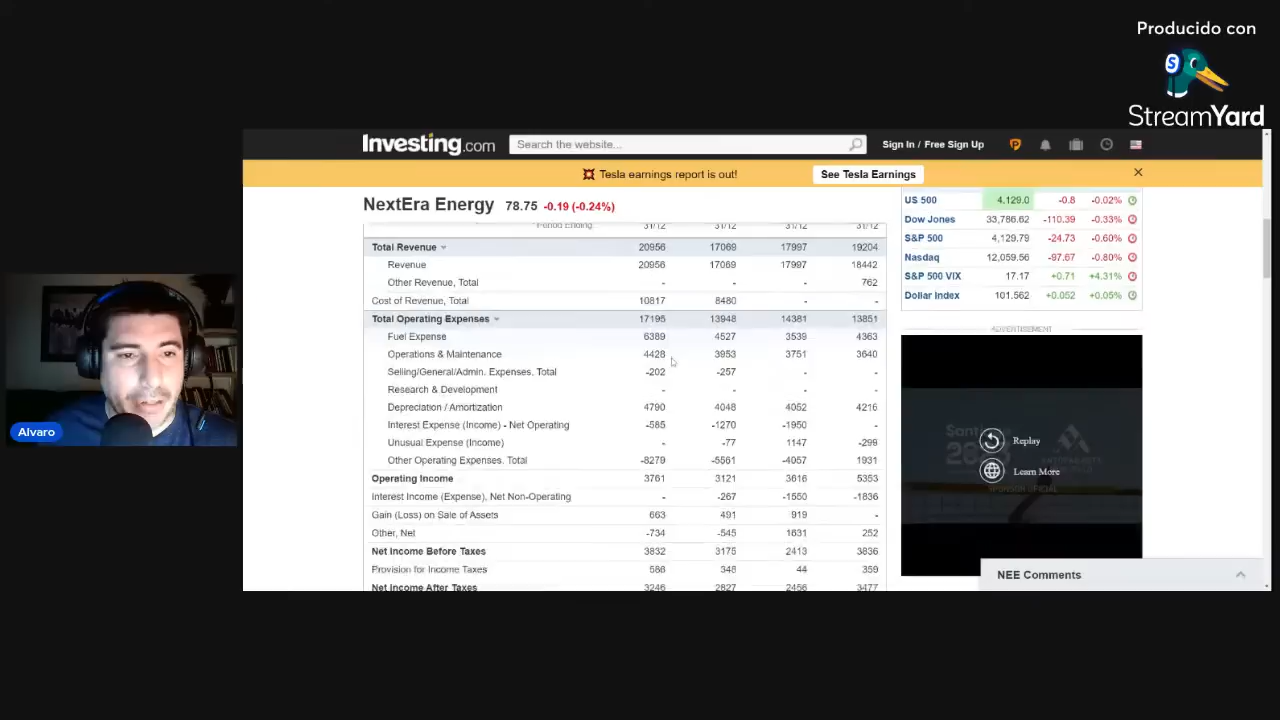 Producido con
StreamYard
Investing.com Search the website... Sign In / Free Sign Up
Tesla earnings report is out! See Tesla Earnings
NextEra Energy 78.75 -0.19 (-0.24%)
Period Ending: 31/12 31/12 31/12 31/12
Total Revenue 20956 17069 17997 19204
Revenue 20956 17069 17997 18442
Other Revenue, Total - - - 762
Cost of Revenue, Total 10817 8480 - -
Total Operating Expenses 17195 13948 14381 13851
Fuel Expense 6389 4527 3539 4363
Operations & Maintenance 4428 3953 3751 3640
Selling/General/Admin. Expenses, Total -202 -257 - -
Research & Development - - - -
Depreciation / Amortization 4790 4048 4052 4216
Interest Expense (Income) - Net Operating -585 -1270 -1950 -
Unusual Expense (Income) - -77 1147 -299
Other Operating Expenses, Total -8279 -5561 -4057 1931
Operating Income 3761 3121 3616 5353
Interest Income (Expense), Net Non-Operating - -267 -1550 -1836
Gain (Loss) on Sale of Assets 663 491 919 -
Other, Net -734 -545 1631 252
Net Income Before Taxes 3832 3175 2413 3836
Provision for Income Taxes 586 348 44 359
Net Income After Taxes 3246 2827 2456 3477
US 500 4,129.0 -0.8 -0.02%
Dow Jones 33,786.62 -110.39 -0.33%
S&P 500 4,129.79 -24.73 -0.60%
Nasdaq 12,059.56 -97.67 -0.80%
S&P 500 VIX 17.17 +0.71 +4.31%
Dollar Index 101.562 +0.052 +0.05%
ADVERTISEMENT
Replay
Learn More
NEE Comments
Alvaro